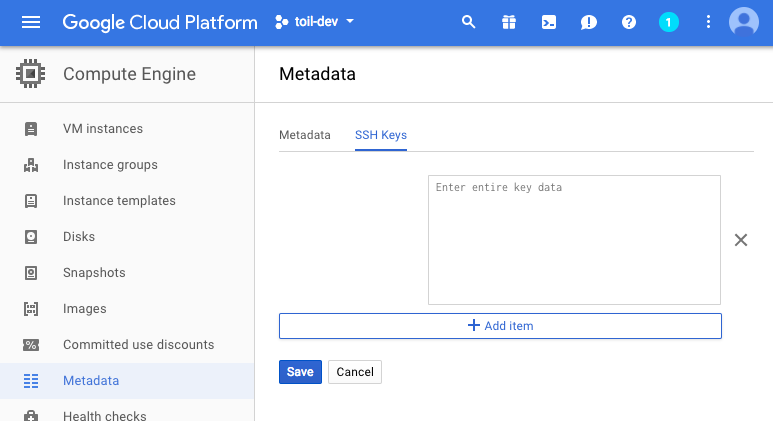 Google Cloud Platform
toil-dev
1
Compute Engine
Metadata
VM instances
Instance groups
Instance templates
Disks
Snapshots
Images
Committed use discounts
Metadata
Health checks
Metadata
SSH Keys
Enter entire key data
Add item
Save
Cancel